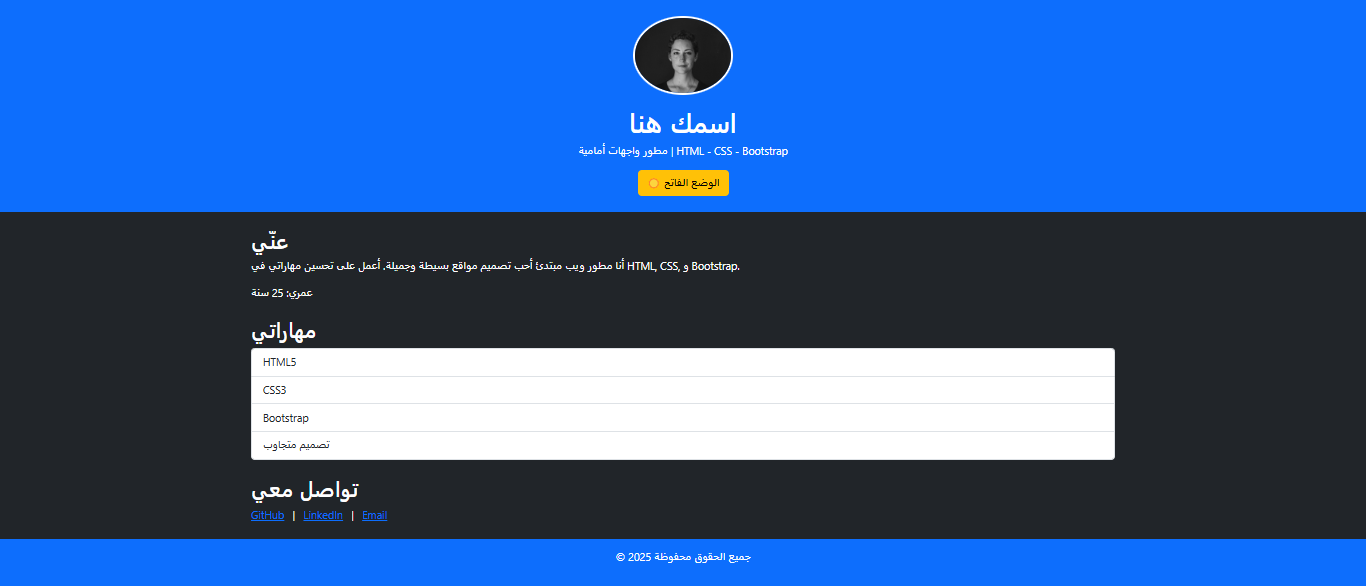 اسمك هنا
مطور واجهات أمامية | HTML - CSS - Bootstrap
الوضع الفاتح
عنّي
أنا مطور ويب مبتدئ أحب تصميم مواقع بسيطة وجميلة, أعمل على تحسين مهاراتي في HTML, CSS, و Bootstrap.
عمري: 25 سنة
مهاراتي
HTML5
CSS3
Bootstrap
تصميم متجاوب
تواصل معي
GitHub | LinkedIn | Email
© 2025 جميع الحقوق محفوظة